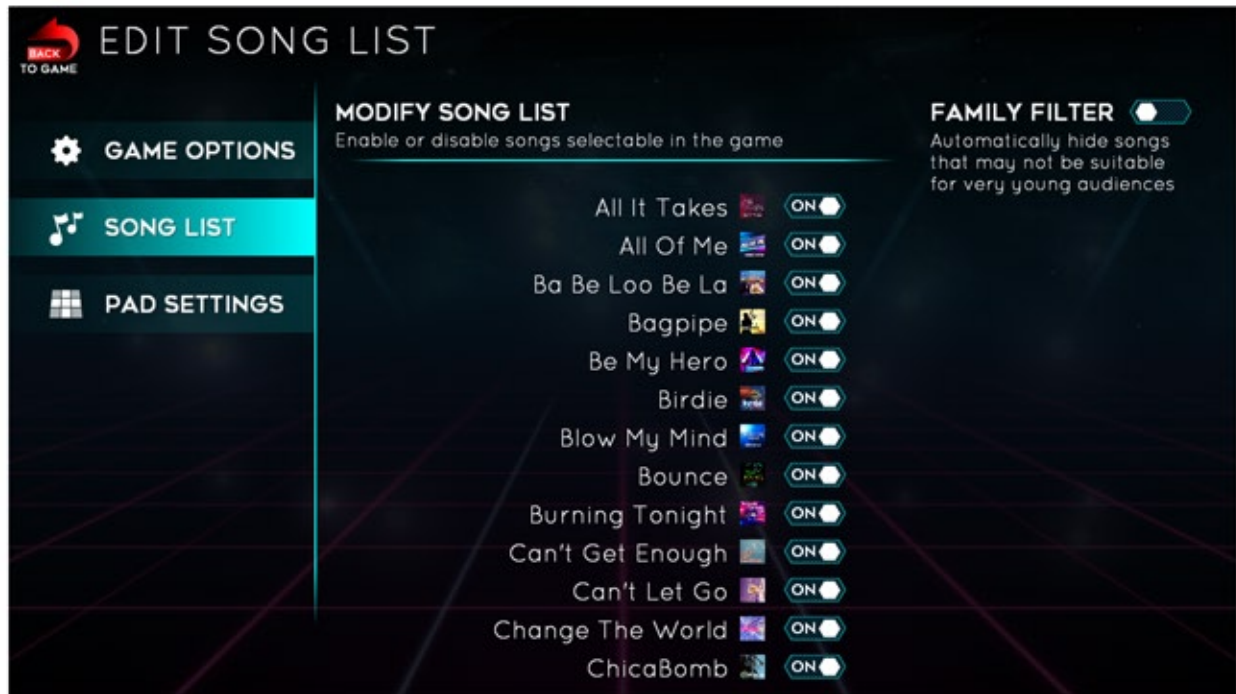 BACK
TO GAME
EDIT SONG LIST
GAME OPTIONS
SONG LIST
PAD SETTINGS
MODIFY SONG LIST
Enable or disable songs selectable in the game
All It Takes ON
All Of Me ON
Ba Be Loo Be La ON
Bagpipe ON
Be My Hero ON
Birdie ON
Blow My Mind ON
Bounce ON
Burning Tonight ON
Can't Get Enough ON
Can't Let Go ON
Change The World ON
ChicaBomb ON
FAMILY FILTER
Automatically hide songs
that may not be suitable
for very young audiences